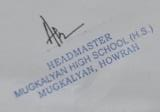 HEADMASTER
MUGKALYAN HIGH SCHOOL (H.S.)
MUGKALYAN, HOWRAH